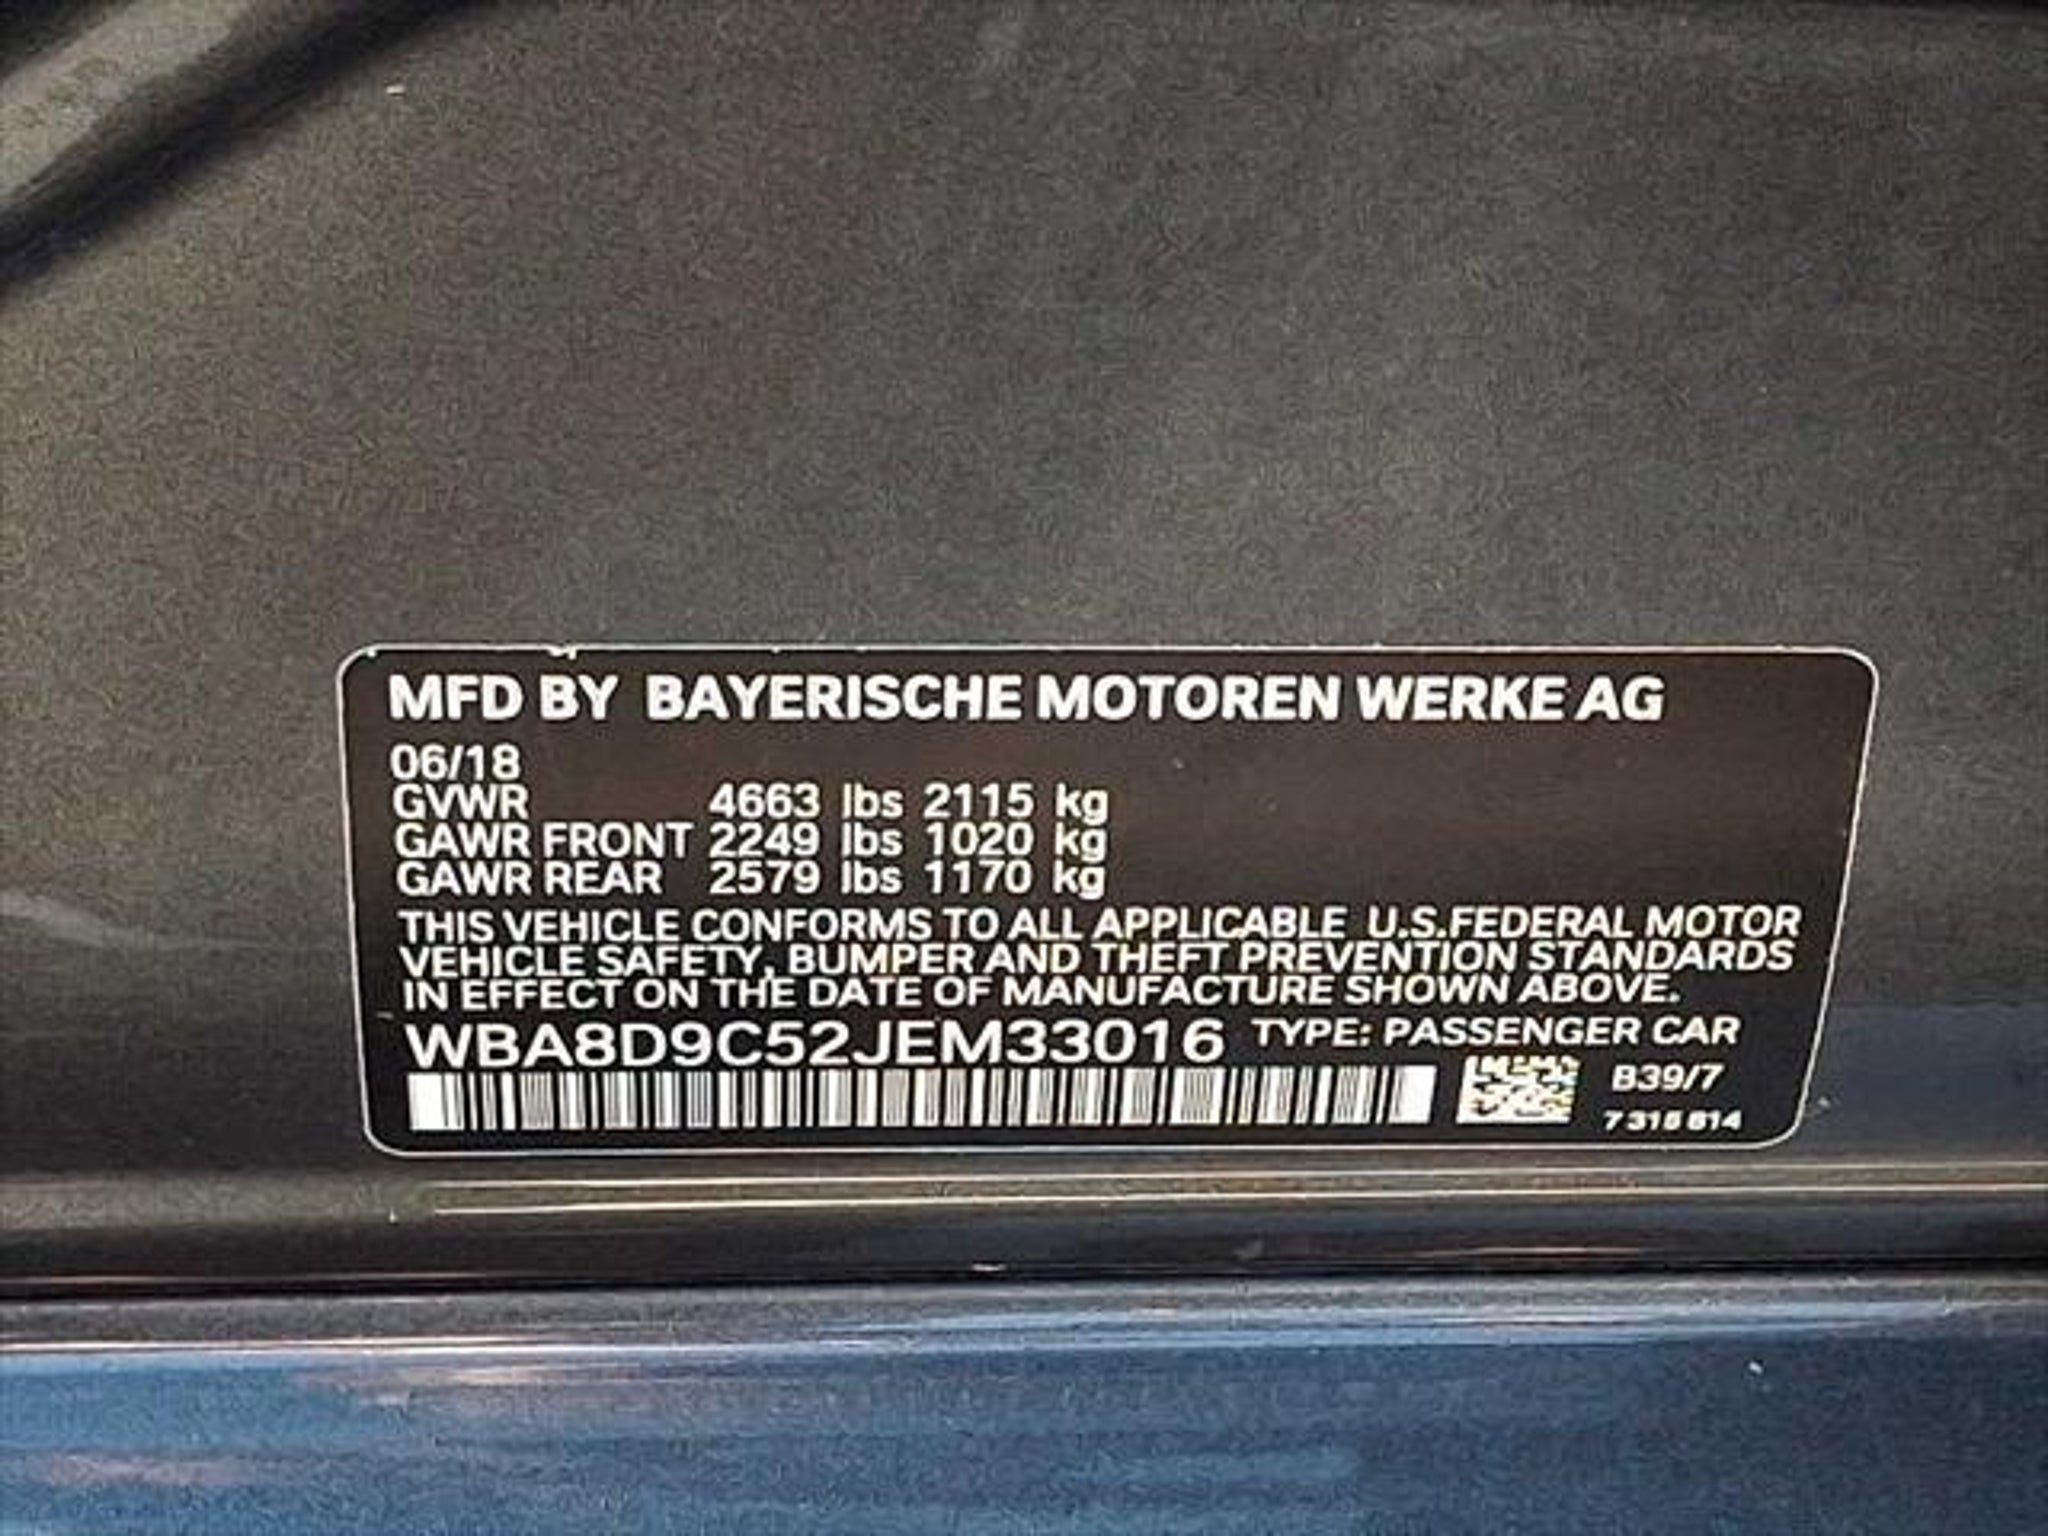 MFD BY BAYERISCHE MOTOREN WERKE AG
06/18
GVWR 4663 lbs 2115 kg
GAWR FRONT 2249 lbs 1020 kg
GAWR REAR 2579 lbs 1170 kg
THIS VEHICLE CONFORMS TO ALL APPLICABLE U.S.FEDERAL MOTOR
VEHICLE SAFETY, BUMPER AND THEFT PREVENTION STANDARDS
IN EFFECT ON THE DATE OF MANUFACTURE SHOWN ABOVE.
WBA8D9C52JEM33016 TYPE: PASSENGER CAR
B39/7